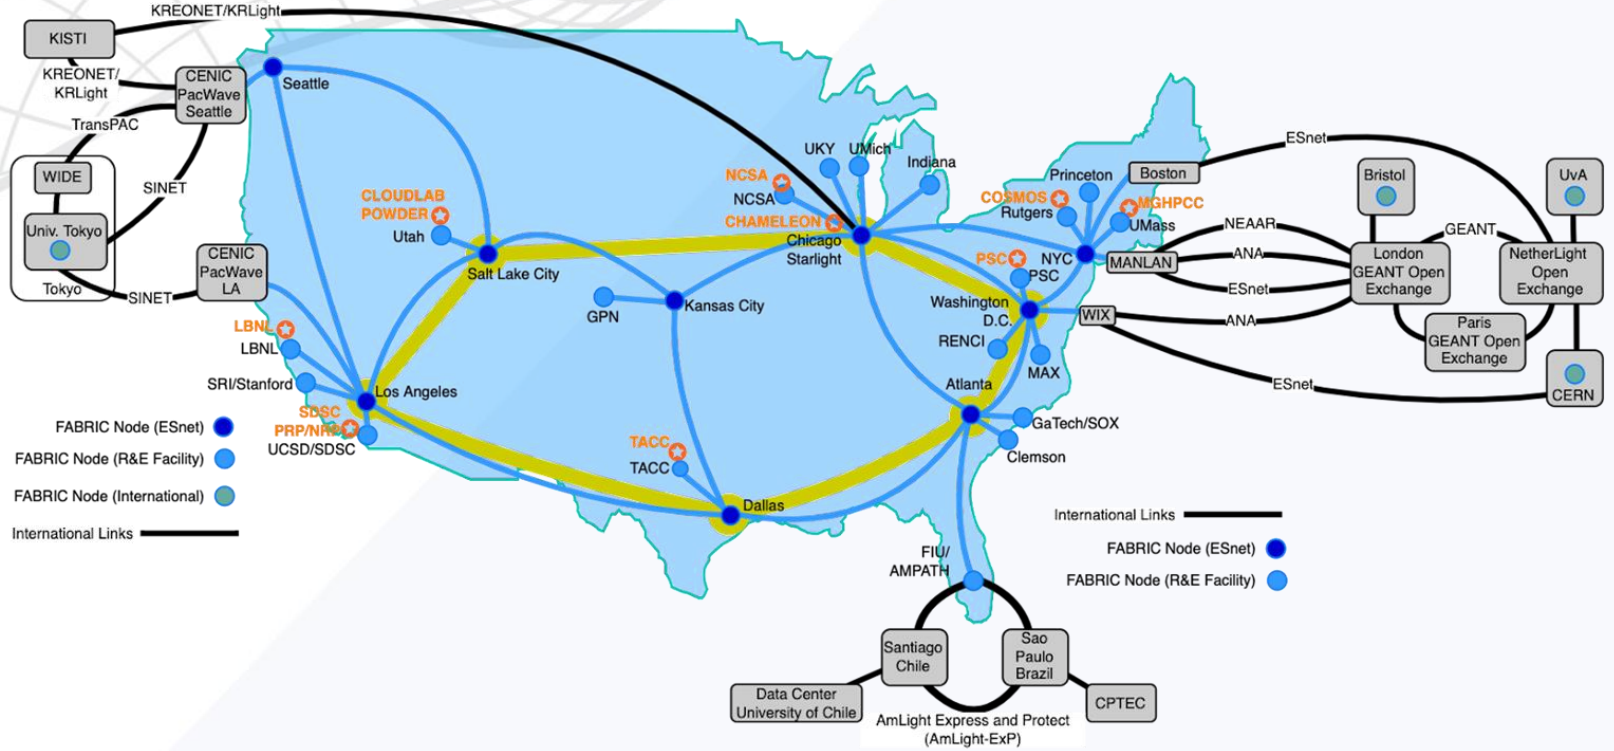 KREONET/KRLight
KISTI
KREONET/
KRLight
CENIC
PacWave
Seattle
Seattle
TransPAC
WIDE
SINET
Univ. Tokyo
Tokyo
SINET
CENIC
PacWave
LA
CLOUDLAB
POWDER
Utah
Salt Lake City
NCSA
NCSA
CHAMELEON
UKY
UMich
Indiana
Chicago
Starlight
COSMOS
Rutgers
Princeton
MGHPCC
UMass
Boston
ESnet
Bristol
UvA
PSC
PSC
NYC
MANLAN
NEAAR
ANA
ESnet
London
GEANT Open
Exchange
GEANT
NetherLight
Open
Exchange
Washington
D.C.
WIX
ANA
Paris
GEANT Open
Exchange
ESnet
CERN
RENCI
MAX
GPN
Kansas City
LBNL
LBNL
SRI/Stanford
Los Angeles
SDSC
PRP/NRP
UCSD/SDSC
Atlanta
GaTech/SOX
Clemson
TACC
TACC
Dallas
FABRIC Node (ESnet)
FABRIC Node (R&E Facility)
FABRIC Node (International)
International Links
International Links
FABRIC Node (ESnet)
FABRIC Node (R&E Facility)
FIU/
AMPATH
Santiago
Chile
Sao
Paulo
Brazil
Data Center
University of Chile
CPTEC
AmLight Express and Protect
(AmLight-ExP)